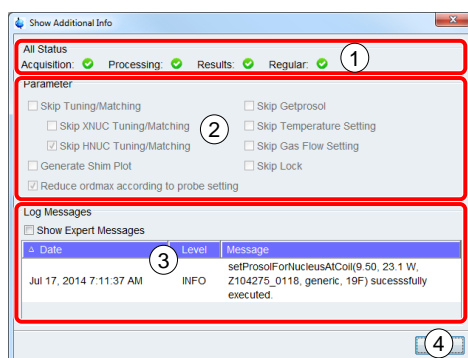 Show Additional Info
All Status
1
Acquisition: Processing: Results: Regular:
Parameter
Skip Tuning/Matching Skip Getprosol
Skip XNUC Tuning/Matching 2 Skip Temperature Setting
Skip HNUC Tuning/Matching Skip Gas Flow Setting
Generate Shim Plot Skip Lock
Reduce ordmax according to probe setting
Log Messages
Show Expert Messages
Date Level Message
3
setProsolForNucleusAtCoil(9.50, 23.1 W,
Jul 17, 2014 7:11:37 AM INFO Z104275_0118, generic, 19F) sucesssfully
executed.
4